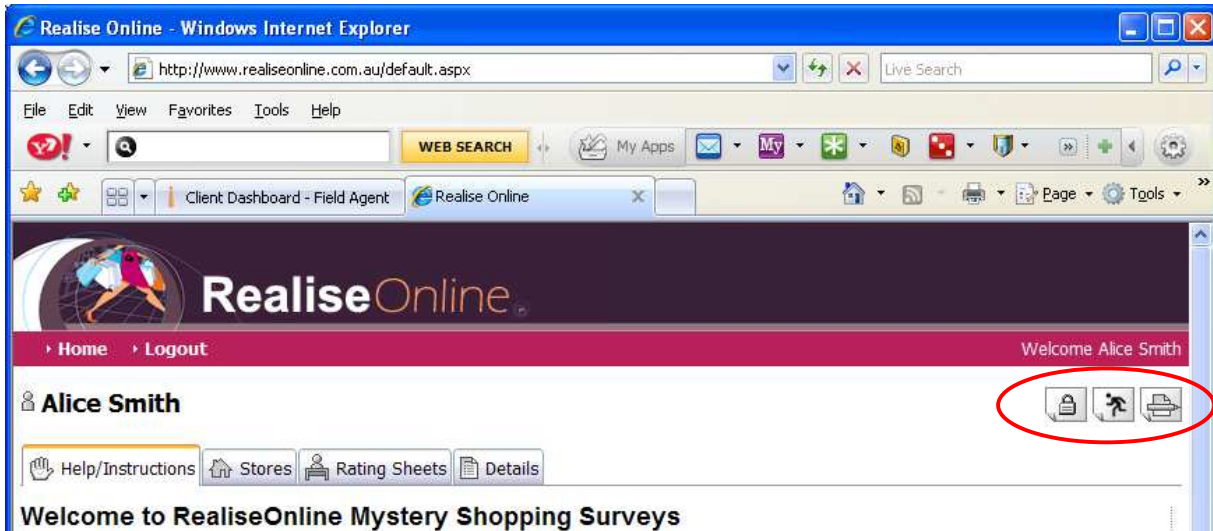 Realise Online - Windows Internet Explorer
http://www.realiseonline.com.au/default.aspx Live Search
File Edit View Favorites Tools Help
Y! WEB SEARCH My Apps My
Client Dashboard - Field Agent Realise Online Page Tools
RealiseOnline
Home Logout Welcome Alice Smith
Alice Smith
Help/Instructions Stores Rating Sheets Details
Welcome to RealiseOnline Mystery Shopping Surveys